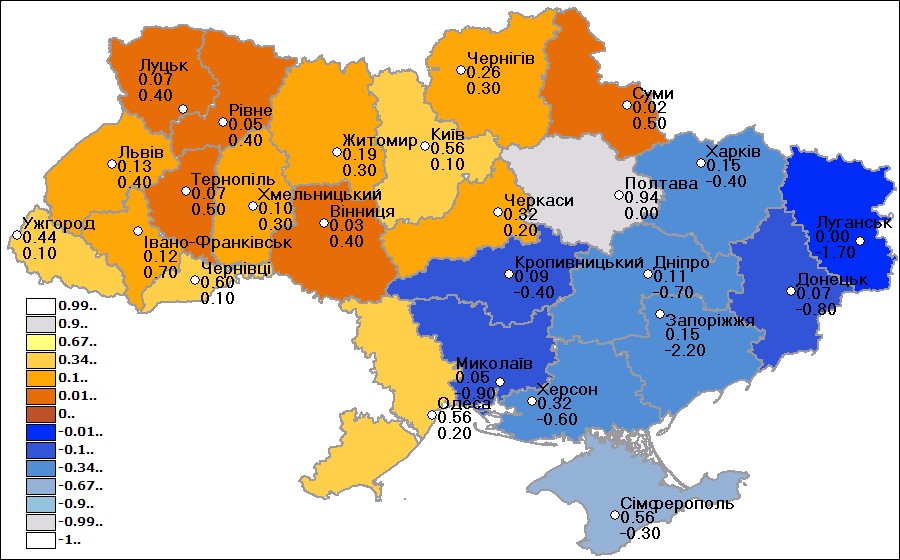 Луцьк
0.07
0.40
Рівне
0.05
0.40
Чернігів
0.26
0.30
Суми
0.02
0.50
Львів
0.13
0.40
Житомир
0.19
0.30
Київ
0.56
0.10
Харків
0.15
-0.40
Тернопіль
0.07
0.50
Хмельницький
0.10
0.30
Вінниця
0.03
0.40
Черкаси
0.32
0.20
Полтава
0.94
0.00
Луганськ
0.00
-1.70
Ужгород
0.44
0.10
Івано-Франківськ
0.12
0.70
Чернівці
0.60
0.10
Кропивницький
0.09
-0.40
Дніпро
0.11
-0.70
Донецьк
0.07
-0.80
Запоріжжя
0.15
-2.20
Миколаїв
0.05
-0.90
Херсон
0.32
-0.60
Одеса
0.56
0.20
Сімферополь
0.56
-0.30
0.99..
0.9..
0.67..
0.34..
0.1..
0.01..
0..
-0.01..
-0.1..
-0.34..
-0.67..
-0.9..
-0.99..
-1..